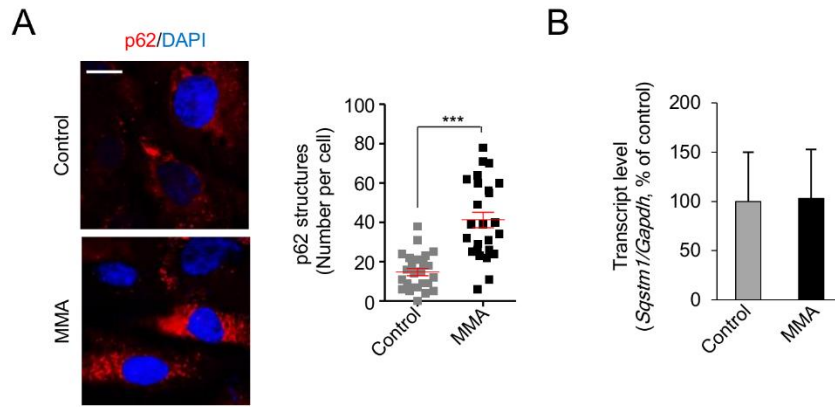 A
p62/DAPI
Control
MMA
p62 structures
(Number per cell)
100
80
60
40
20
0
***
Control
MMA
B
Transcript level
(Sqstm1/Gapdh, % of control)
200
150
100
50
0
Control
MMA